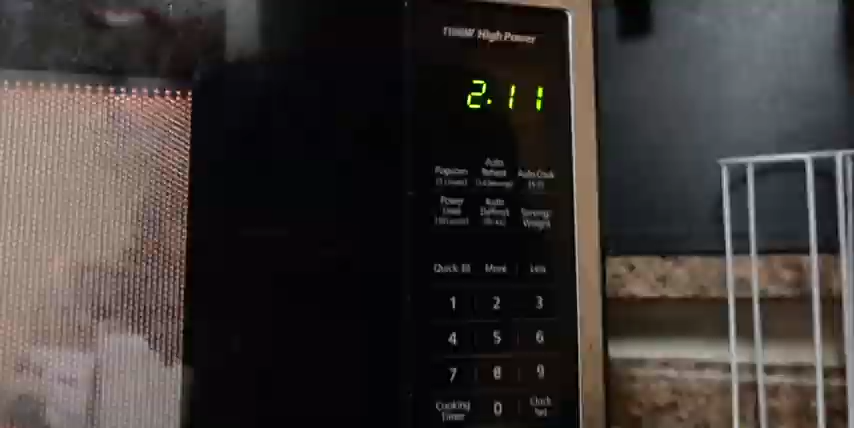 1100W High Power
2.11
Popcorn
Auto Reheat
Auto Cook
Power Level
Auto Defrost
Serving/Weight
Quick 30
More
Less
1 2 3
4 5 6
7 8 9
Cooking Timer
0
Clock Set